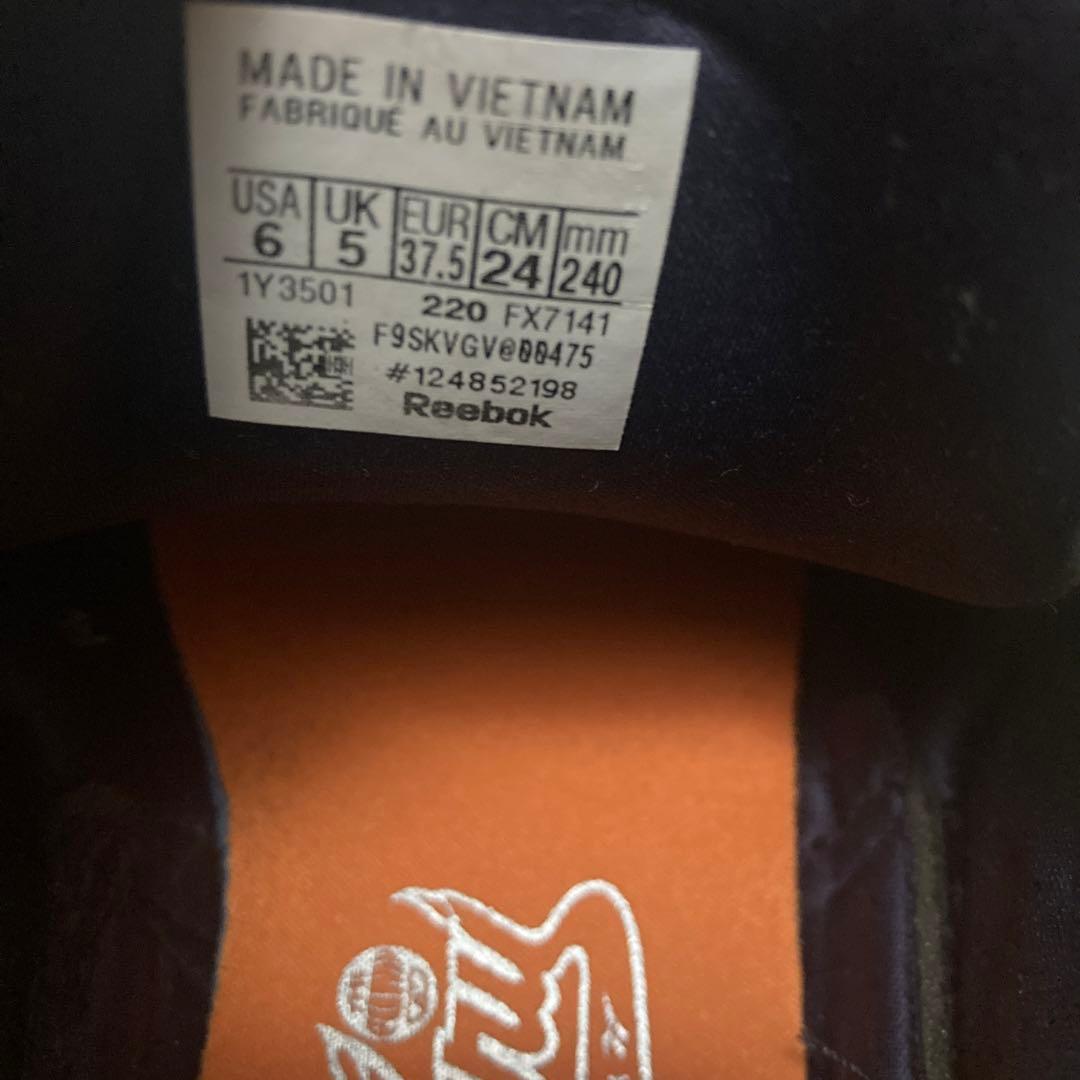 MADE IN VIETNAM
FABRIQUÉ AU VIETNAM
USA UK EUR CM mm
6 5 37.5 24 240
1Y3501 220 FX7141
F9SKVGV@00475
#124852198
Reebok